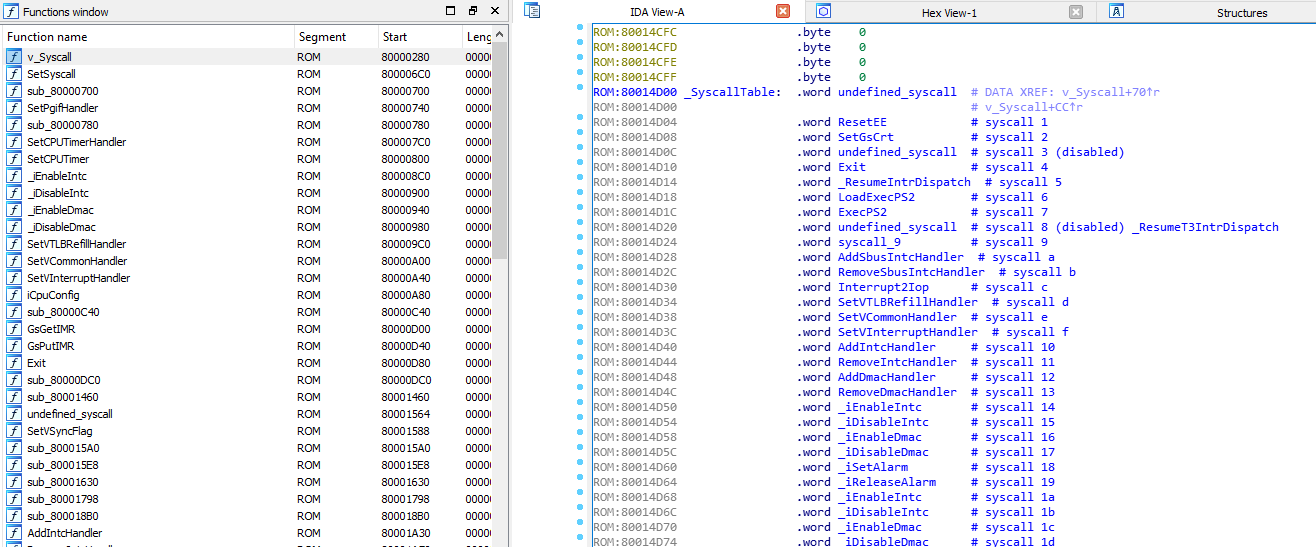 Functions window
Function name Segment Start Leng
v_Syscall ROM 80000280 0000
SetSyscall ROM 800006C0 0000
sub_80000700 ROM 80000700 0000
SetPgifHandler ROM 80000740 0000
sub_80000780 ROM 80000780 0000
SetCPUTimerHandler ROM 800007C0 0000
SetCPUTimer ROM 80000800 0000
_iEnableIntc ROM 800008C0 0000
_iDisableIntc ROM 80000900 0000
_iEnableDmac ROM 80000940 0000
_iDisableDmac ROM 80000980 0000
SetVTLBRefillHandler ROM 800009C0 0000
SetVCommonHandler ROM 80000A00 0000
SetVInterruptHandler ROM 80000A40 0000
iCpuConfig ROM 80000A80 0000
sub_80000C40 ROM 80000C40 0000
GsGetIMR ROM 80000D00 0000
GsPutIMR ROM 80000D40 0000
Exit ROM 80000D80 0000
sub_80000DC0 ROM 80000DC0 0000
sub_80001460 ROM 80001460 0000
undefined_syscall ROM 80001564 0000
SetVSyncFlag ROM 80001588 0000
sub_800015A0 ROM 800015A0 0000
sub_800015E8 ROM 800015E8 0000
sub_80001630 ROM 80001630 0000
sub_80001798 ROM 80001798 0000
sub_800018B0 ROM 800018B0 0000
AddIntcHandler ROM 80001A30 0000
IDA View-A Hex View-1 Structures
ROM:80014CFC .byte 0
ROM:80014CFD .byte 0
ROM:80014CFE .byte 0
ROM:80014CFF .byte 0
ROM:80014D00 _SyscallTable: .word undefined_syscall # DATA XREF: v_Syscall+70↑r
ROM:80014D00 # v_Syscall+CC↑r
ROM:80014D04 .word ResetEE # syscall 1
ROM:80014D08 .word SetGsCrt # syscall 2
ROM:80014D0C .word undefined_syscall # syscall 3 (disabled)
ROM:80014D10 .word Exit # syscall 4
ROM:80014D14 .word _ResumeIntrDispatch # syscall 5
ROM:80014D18 .word LoadExecPS2 # syscall 6
ROM:80014D1C .word ExecPS2 # syscall 7
ROM:80014D20 .word undefined_syscall # syscall 8 (disabled) _ResumeT3IntrDispatch
ROM:80014D24 .word syscall_9 # syscall 9
ROM:80014D28 .word AddSbusIntcHandler # syscall a
ROM:80014D2C .word RemoveSbusIntcHandler # syscall b
ROM:80014D30 .word Interrupt2Iop # syscall c
ROM:80014D34 .word SetVTLBRefillHandler # syscall d
ROM:80014D38 .word SetVCommonHandler # syscall e
ROM:80014D3C .word SetVInterruptHandler # syscall f
ROM:80014D40 .word AddIntcHandler # syscall 10
ROM:80014D44 .word RemoveIntcHandler # syscall 11
ROM:80014D48 .word AddDmacHandler # syscall 12
ROM:80014D4C .word RemoveDmacHandler # syscall 13
ROM:80014D50 .word _iEnableIntc # syscall 14
ROM:80014D54 .word _iDisableIntc # syscall 15
ROM:80014D58 .word _iEnableDmac # syscall 16
ROM:80014D5C .word _iDisableDmac # syscall 17
ROM:80014D60 .word _iSetAlarm # syscall 18
ROM:80014D64 .word _iReleaseAlarm # syscall 19
ROM:80014D68 .word _iEnableIntc # syscall 1a
ROM:80014D6C .word _iDisableIntc # syscall 1b
ROM:80014D70 .word _iEnableDmac # syscall 1c
ROM:80014D74 .word _iDisableDmac # syscall 1d